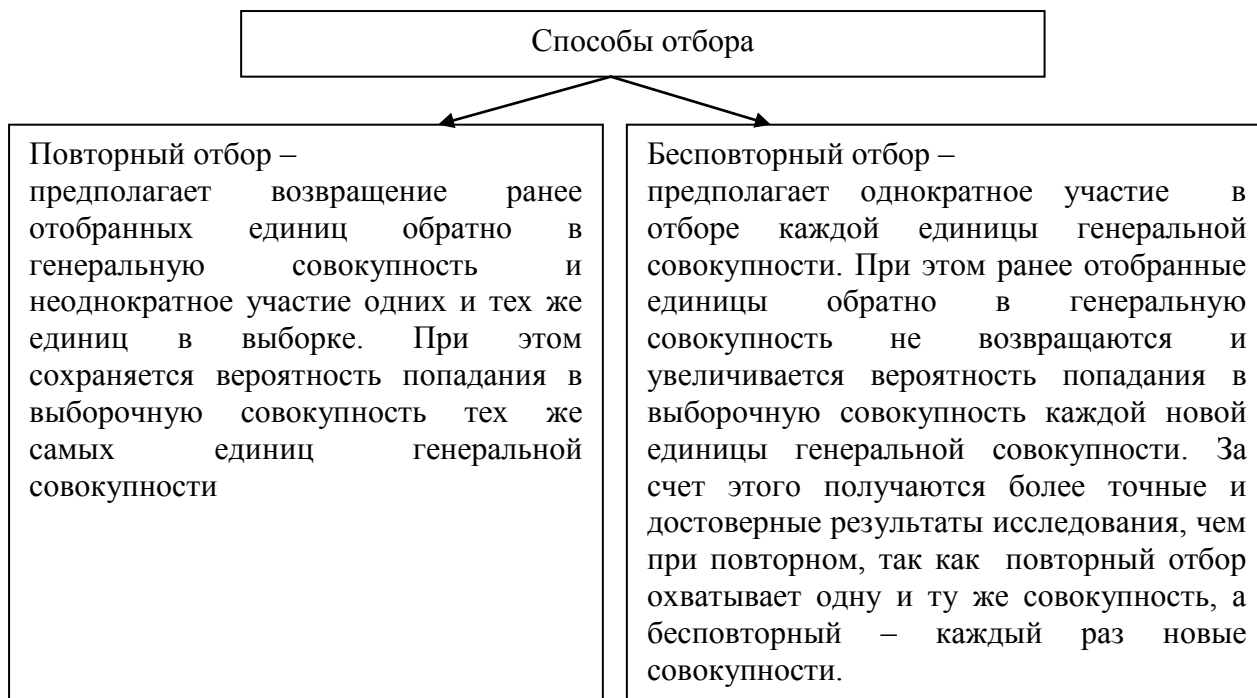 Способы отбора
Повторный отбор –
предполагает возвращение ранее
отобранных единиц обратно в
генеральную совокупность и
неоднократное участие одних и тех же
единиц в выборке. При этом
сохраняется вероятность попадания в
выборочную совокупность тех же
самых единиц генеральной
совокупности
Бесповторный отбор –
предполагает однократное участие в
отборе каждой единицы генеральной
совокупности. При этом ранее отобранные
единицы обратно в генеральную
совокупность не возвращаются и
увеличивается вероятность попадания в
выборочную совокупность каждой новой
единицы генеральной совокупности. За
счет этого получаются более точные и
достоверные результаты исследования, чем
при повторном, так как повторный отбор
охватывает одну и ту же совокупность, а
бесповторный – каждый раз новые
совокупности.